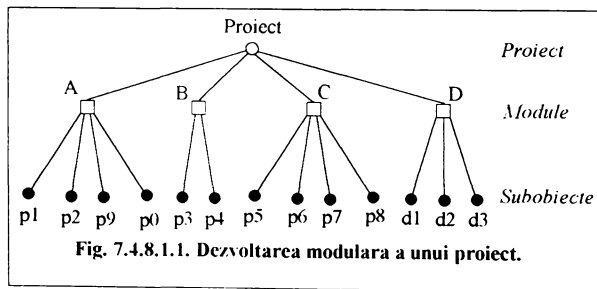 Proiect
Proiect
A B C D
Module
p1 p2 p9 p0 p3 p4 p5 p6 p7 p8 d1 d2 d3
Subobiecte
Fig. 7.4.8.1.1. Dezvoltarea modulara a unui proiect.